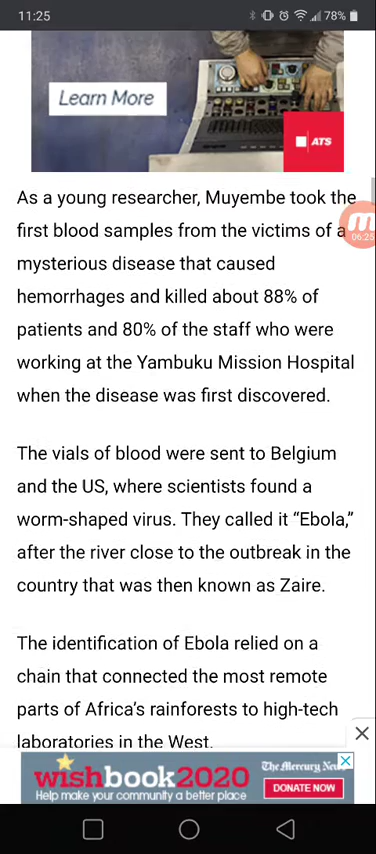 11:25
78%
Learn More
ATS
As a young researcher, Muyembe took the
first blood samples from the victims of a
06:25
mysterious disease that caused
hemorrhages and killed about 88% of
patients and 80% of the staff who were
working at the Yambuku Mission Hospital
when the disease was first discovered.
The vials of blood were sent to Belgium
and the US, where scientists found a
worm-shaped virus. They called it “Ebola,”
after the river close to the outbreak in the
country that was then known as Zaire.
The identification of Ebola relied on a
chain that connected the most remote
parts of Africa’s rainforests to high-tech
laboratories in the West.
wishbook2020
The Mercury News
Help make your community a better place
DONATE NOW